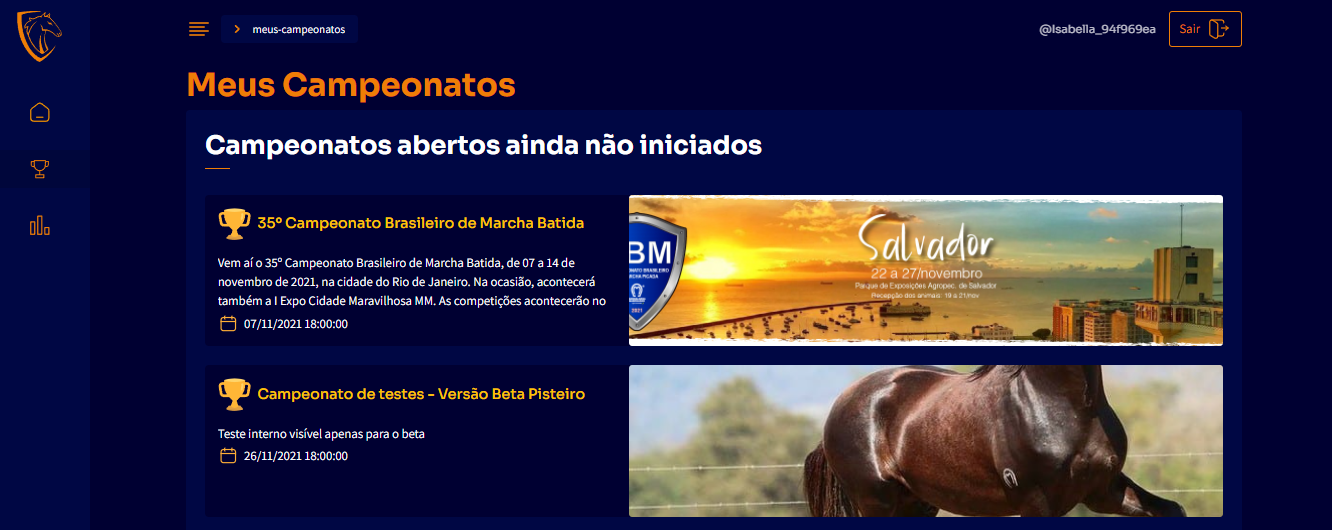 meus-campeonatos
@Isabella_94f969ea
Sair
Meus Campeonatos
Campeonatos abertos ainda não iniciados
35º Campeonato Brasileiro de Marcha Batida
Vem aí o 35º Campeonato Brasileiro de Marcha Batida, de 07 a 14 de
novembro de 2021, na cidade do Rio de Janeiro. Na ocasião, acontecerá
também a I Expo Cidade Maravilhosa MM. As competições acontecerão no
07/11/2021 18:00:00
BM
ONATO BRASILEIRO
MARCHA PICADA
2021
Salvador
22 a 27/novembro
Parque de Exposições Agropec. de Salvador
Recepção dos animais: 19 a 21/nov
Campeonato de testes - Versão Beta Pisteiro
Teste interno visível apenas para o beta
26/11/2021 18:00:00